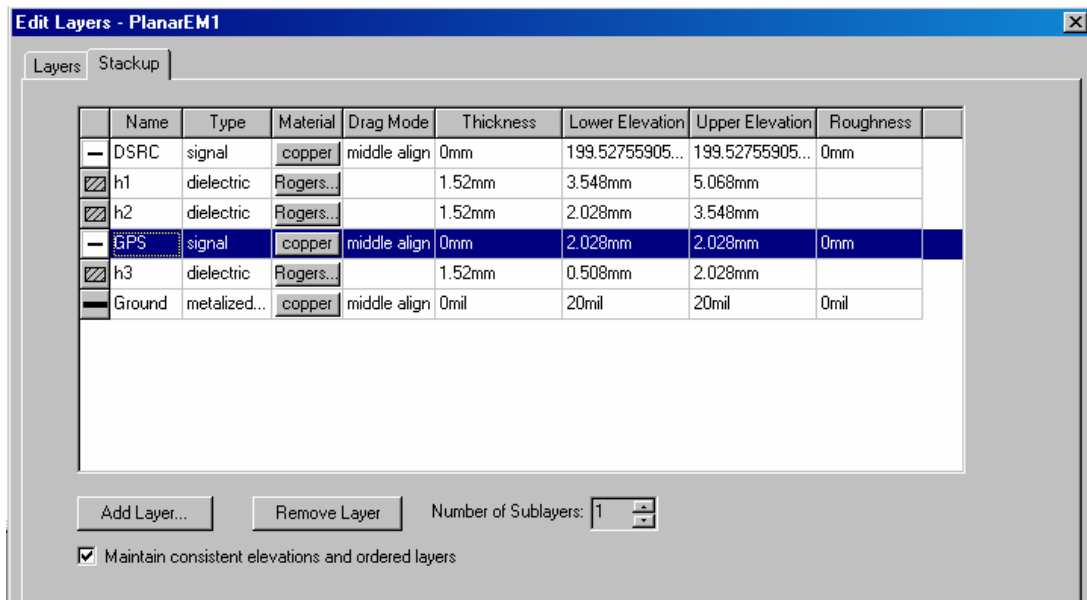 Edit Layers - PlanarEM1
Layers Stackup
Name Type Material Drag Mode Thickness Lower Elevation Upper Elevation Roughness
DSRC signal copper middle align 0mm 199.52755905... 199.52755905... 0mm
h1 dielectric Rogers... 1.52mm 3.548mm 5.068mm
h2 dielectric Rogers... 1.52mm 2.028mm 3.548mm
GPS signal copper middle align 0mm 2.028mm 2.028mm 0mm
h3 dielectric Rogers... 1.52mm 0.508mm 2.028mm
Ground metalized... copper middle align 0mil 20mil 20mil 0mil
Add Layer... Remove Layer Number of Sublayers: 1
Maintain consistent elevations and ordered layers